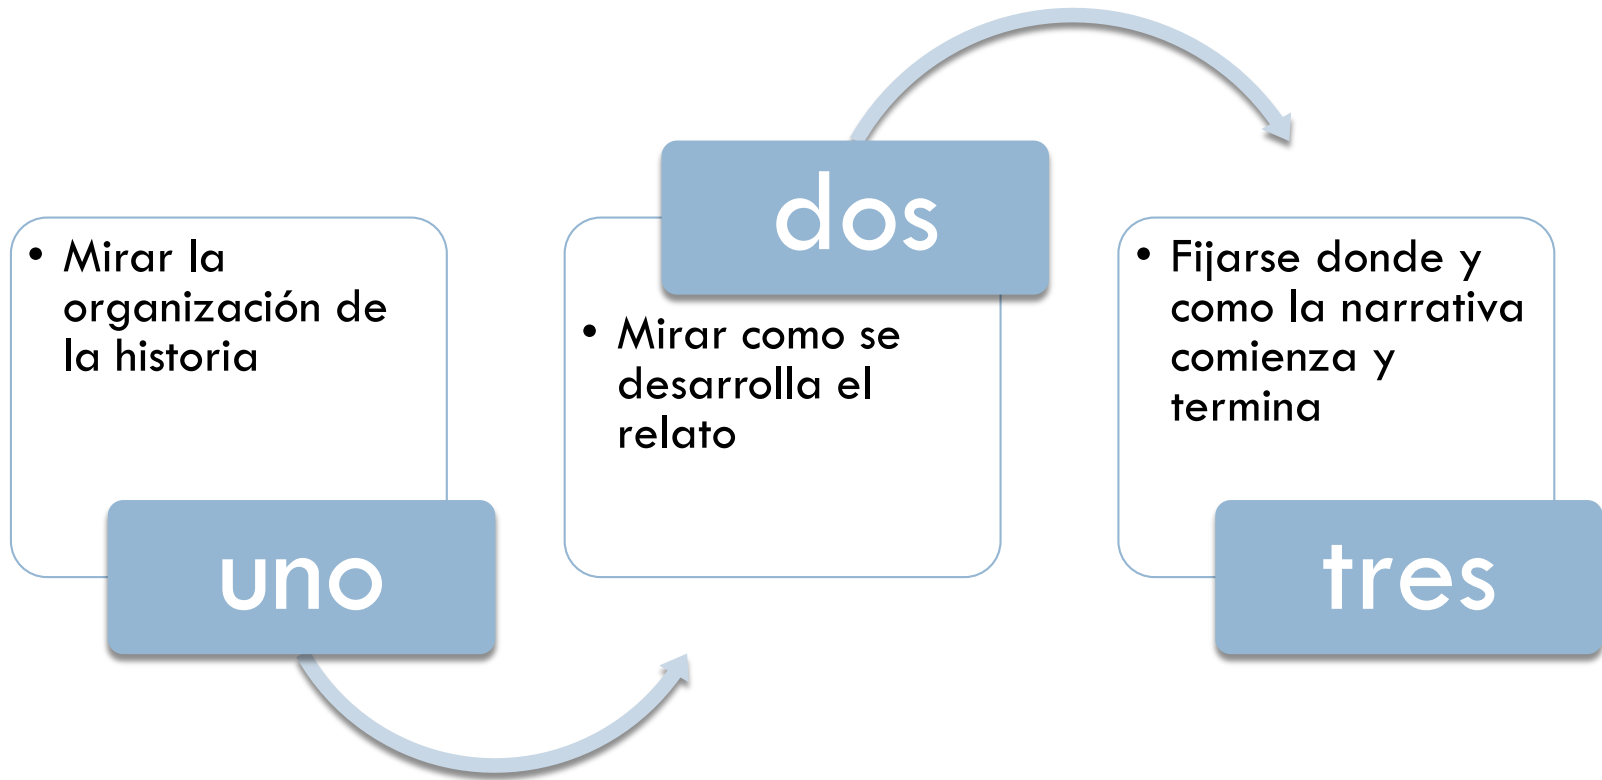 • Mirar la
organización de
la historia
uno
dos
• Mirar como se
desarrolla el
relato
• Fijarse donde y
como la narrativa
comienza y
termina
tres